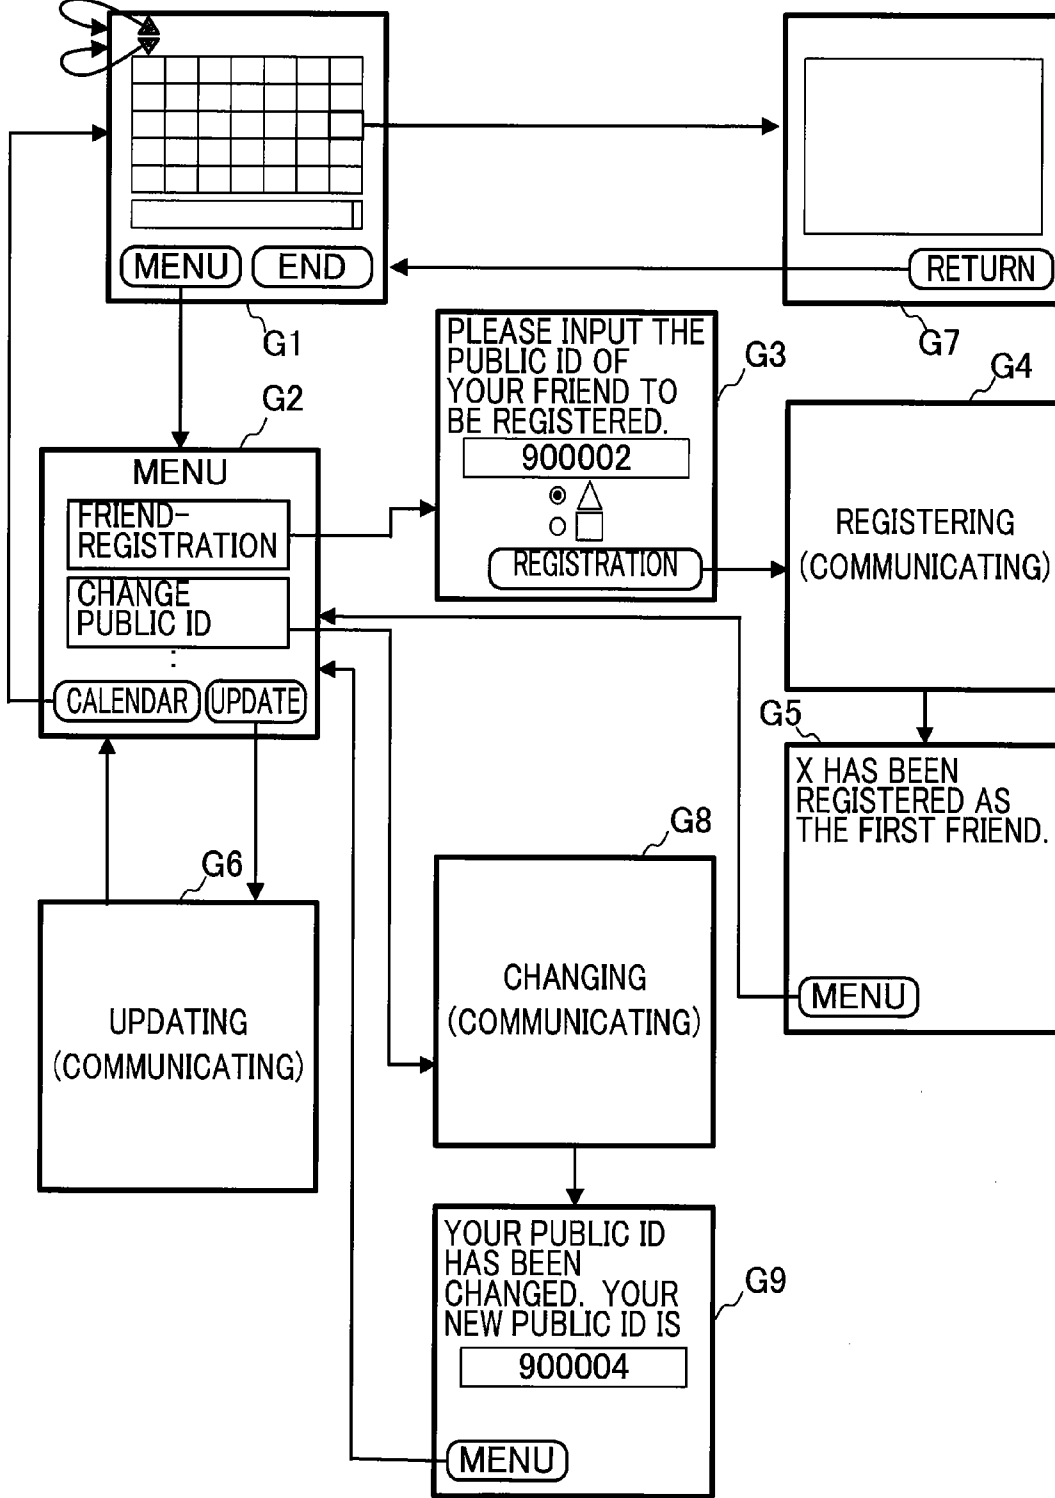 MENU
END
G1
RETURN
G7
PLEASE INPUT THE
PUBLIC ID OF
YOUR FRIEND TO
BE REGISTERED.
900002
REGISTRATION
G3
G4
REGISTERING
(COMMUNICATING)
G2
MENU
FRIEND-
REGISTRATION
CHANGE
PUBLIC ID
:
CALENDAR
UPDATE
G5
X HAS BEEN
REGISTERED AS
THE FIRST FRIEND.
MENU
G6
UPDATING
(COMMUNICATING)
G8
CHANGING
(COMMUNICATING)
YOUR PUBLIC ID
HAS BEEN
CHANGED. YOUR
NEW PUBLIC ID IS
900004
MENU
G9